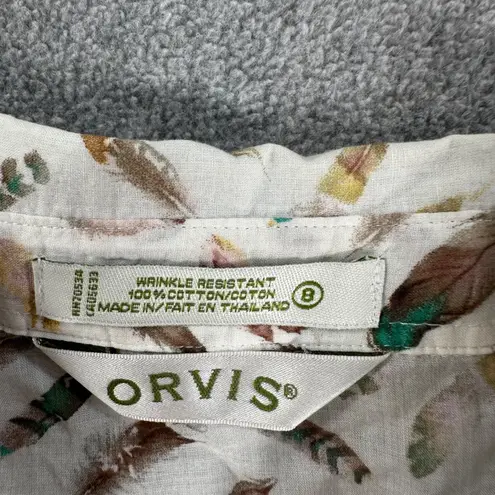 RN70534
CA05633
WRINKLE RESISTANT
100% COTTON/COTON
MADE IN/FAIT EN THAILAND
8
ORVIS®